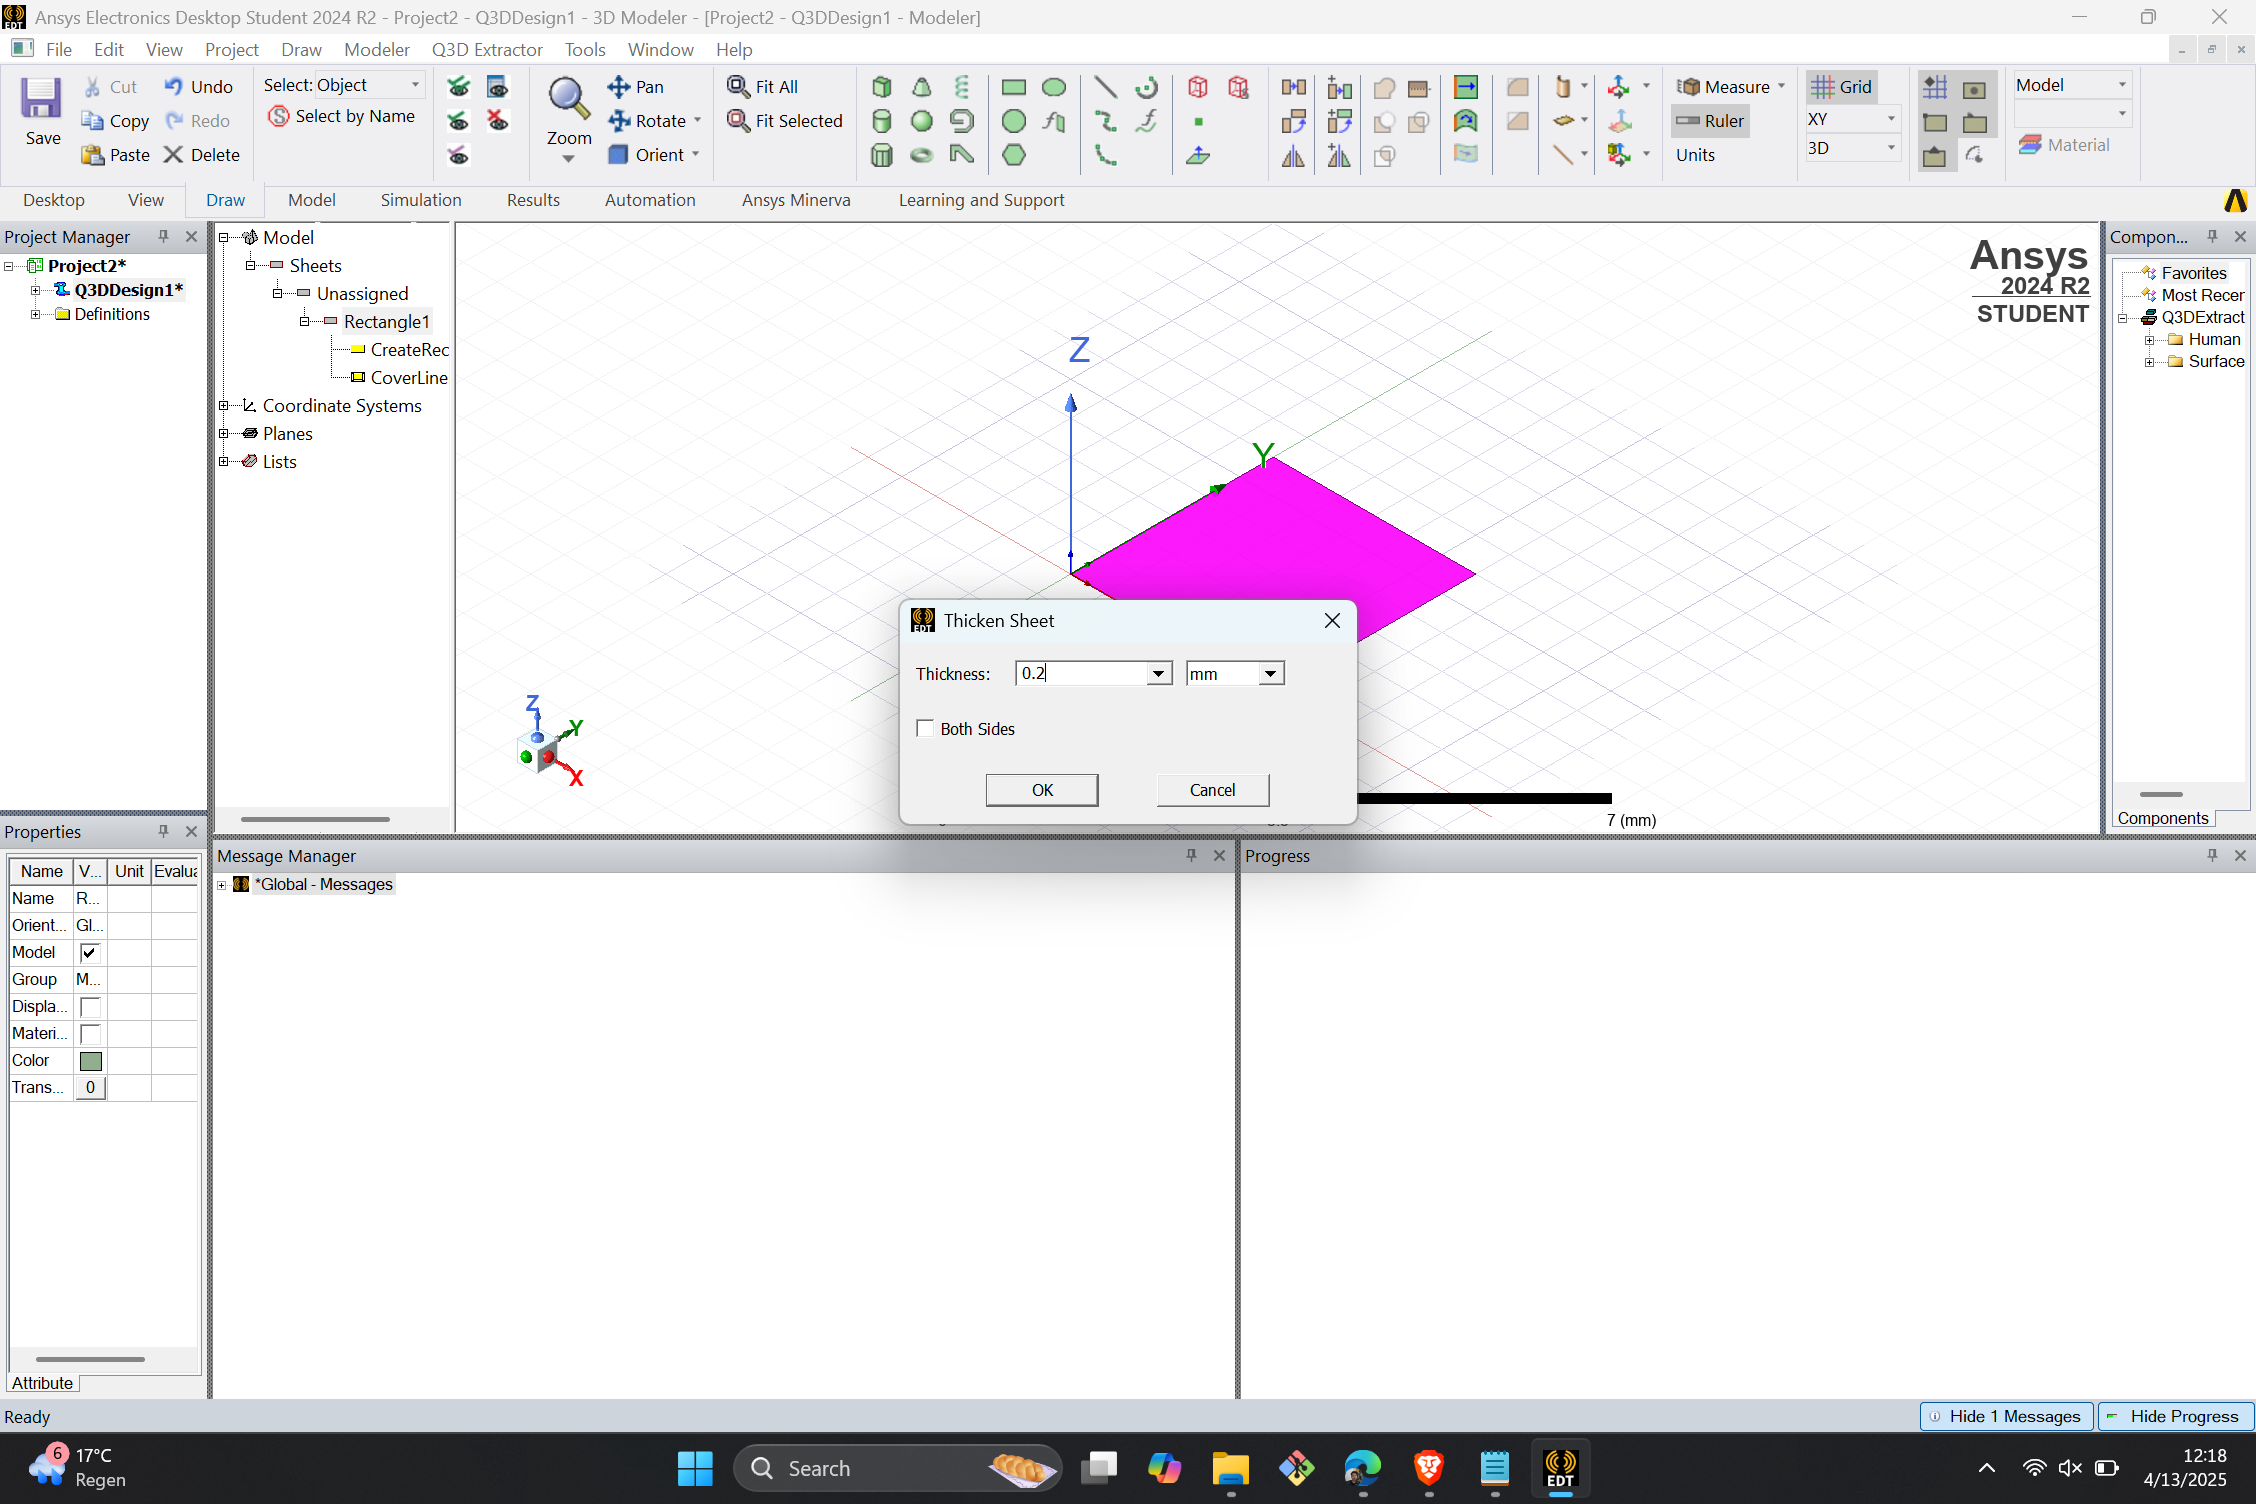 Ansys Electronics Desktop Student 2024 R2 - Project2 - Q3DDesign1 - 3D Modeler - [Project2 - Q3DDesign1 - Modeler]
File Edit View Project Draw Modeler Q3D Extractor Tools Window Help
Save
Cut
Copy
Paste
Undo
Redo
Delete
Select: Object
Select by Name
Zoom
Pan
Rotate
Orient
Fit All
Fit Selected
Measure
Ruler
Units
Grid
XY
3D
Model
Material
Desktop View Draw Model Simulation Results Automation Ansys Minerva Learning and Support
Project Manager
Project2*
Q3DDesign1*
Definitions
Model
Sheets
Unassigned
Rectangle1
CreateRec
CoverLine
Coordinate Systems
Planes
Lists
Ansys
2024 R2
STUDENT
Z
Y
Z
Y
X
7 (mm)
Thicken Sheet
Thickness: 0.2 mm
Both Sides
OK Cancel
Compon...
Favorites
Most Recer
Q3DExtract
Human
Surface
Components
Properties
Name V... Unit Evalua
Name R...
Orient... Gl...
Model
Group M...
Displa...
Materi...
Color
Trans... 0
Attribute
Message Manager
*Global - Messages
Progress
Ready
Hide 1 Messages
Hide Progress
6
17°C
Regen
Search
EDT
12:18
4/13/2025